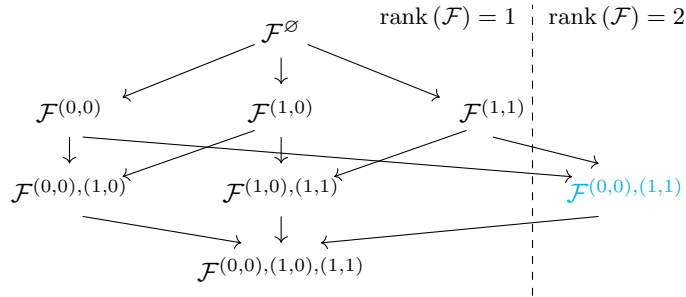 rank (ℱ) = 1 rank (ℱ) = 2
ℱ^∅
ℱ^(0,0) ℱ^(1,0) ℱ^(1,1)
ℱ^(0,0),(1,0) ℱ^(1,0),(1,1) ℱ^(0,0),(1,1)
ℱ^(0,0),(1,0),(1,1)